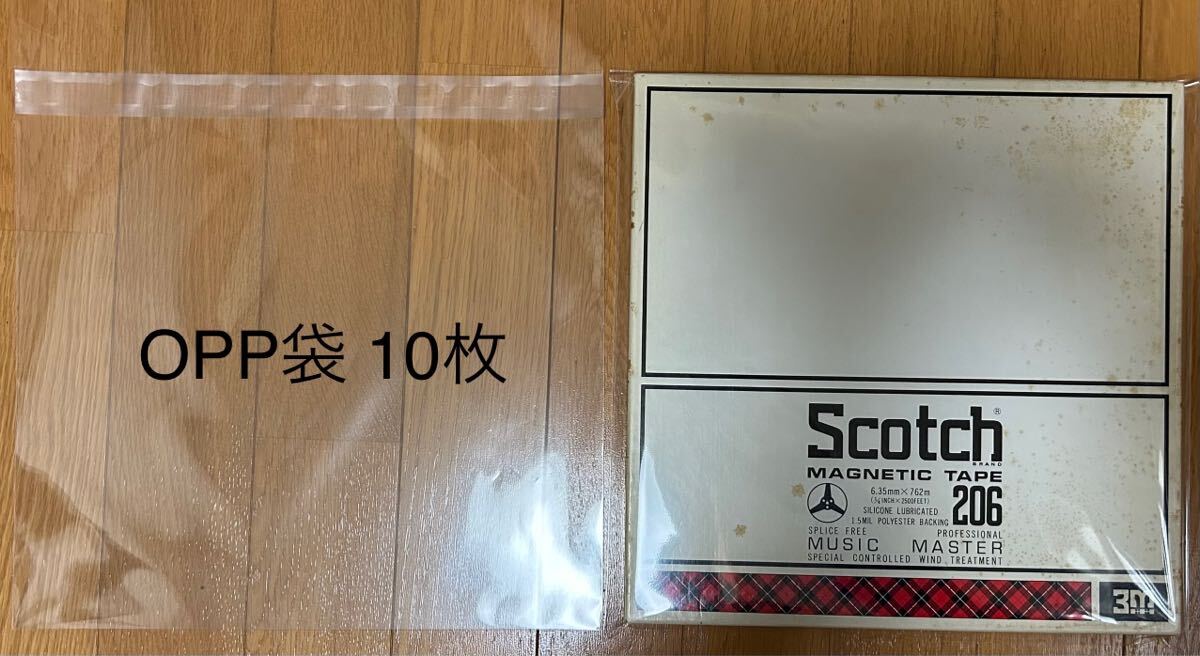 OPP袋 10枚
Scotch®
BRAND
MAGNETIC TAPE
6.35mm×762m
(1/4INCH×2500FEET)
SILICONE LUBRICATED
1.5MIL POLYESTER BACKING
206
SPLICE FREE PROFESSIONAL
MUSIC MASTER
SPECIAL CONTROLLED WIND TREATMENT
3M